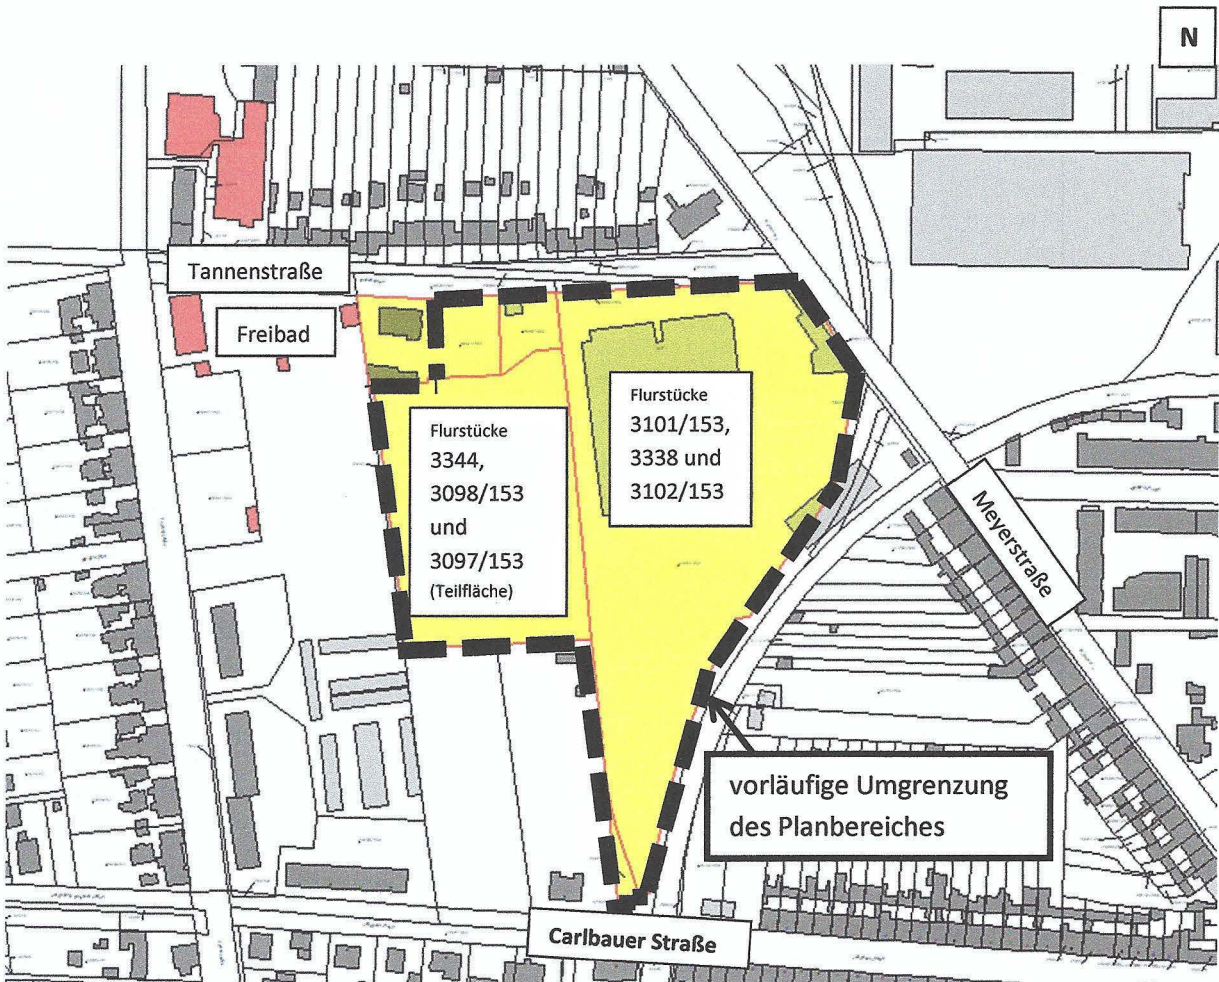 N
Tannenstraße
Freibad
Flurstücke
3344,
3098/153
und
3097/153
(Teilfläche)
Flurstücke
3101/153,
3338 und
3102/153
Meyerstraße
vorläufige Umgrenzung
des Planbereiches
Carlbauer Straße